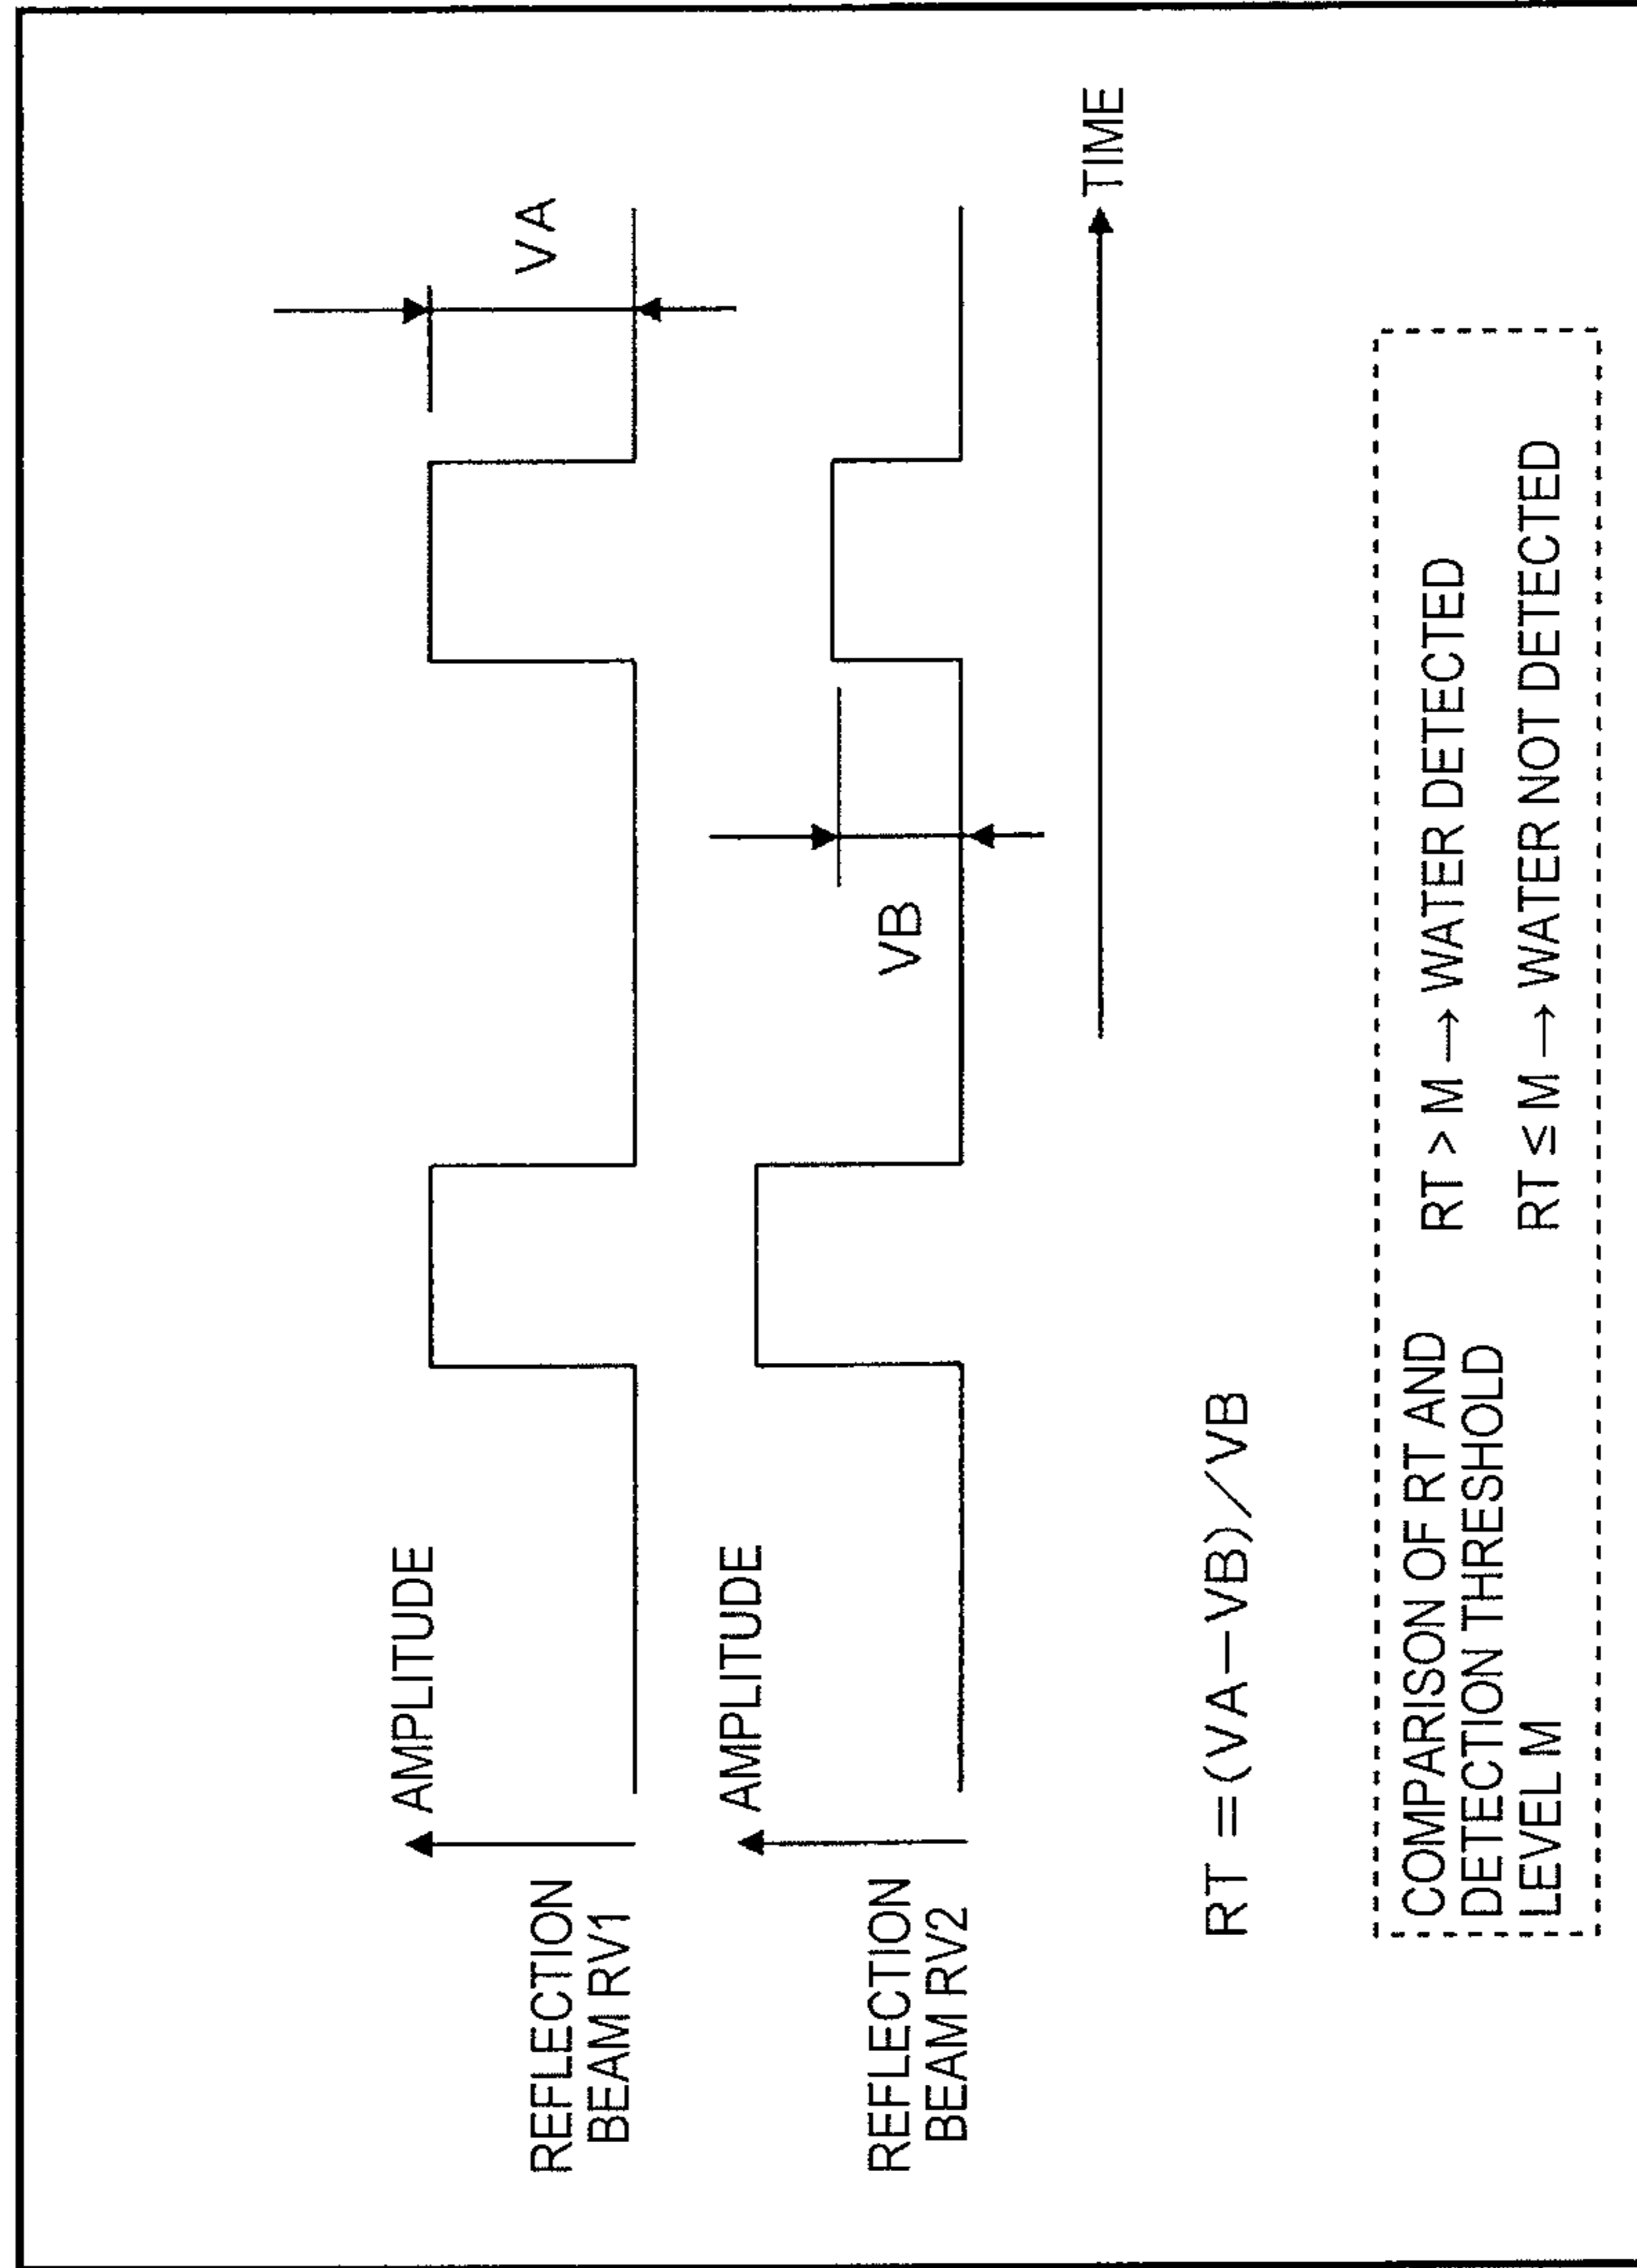 AMPLITUDE
VA
REFLECTION
BEAM RV1
AMPLITUDE
VB
REFLECTION
BEAM RV2
TIME
RT=(VA-VB)/VB
COMPARISON OF RT AND
DETECTION THRESHOLD
LEVEL M
RT > M → WATER DETECTED
RT ≤ M → WATER NOT DETECTED